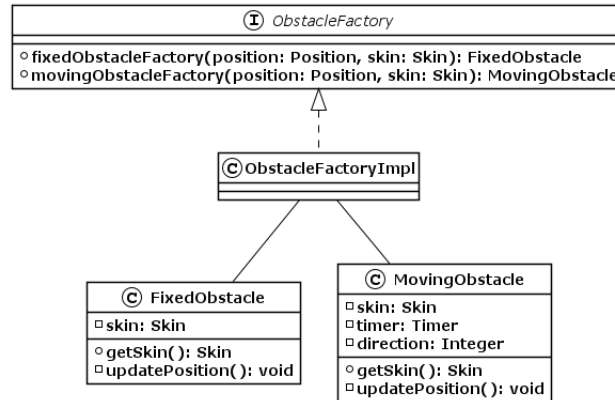 I ObstacleFactory
fixedObstacleFactory(position: Position, skin: Skin): FixedObstacle
movingObstacleFactory(position: Position, skin: Skin): MovingObstacle
C ObstacleFactoryImpl
C FixedObstacle
skin: Skin
getSkin(): Skin
updatePosition(): void
C MovingObstacle
skin: Skin
timer: Timer
direction: Integer
getSkin(): Skin
updatePosition(): void